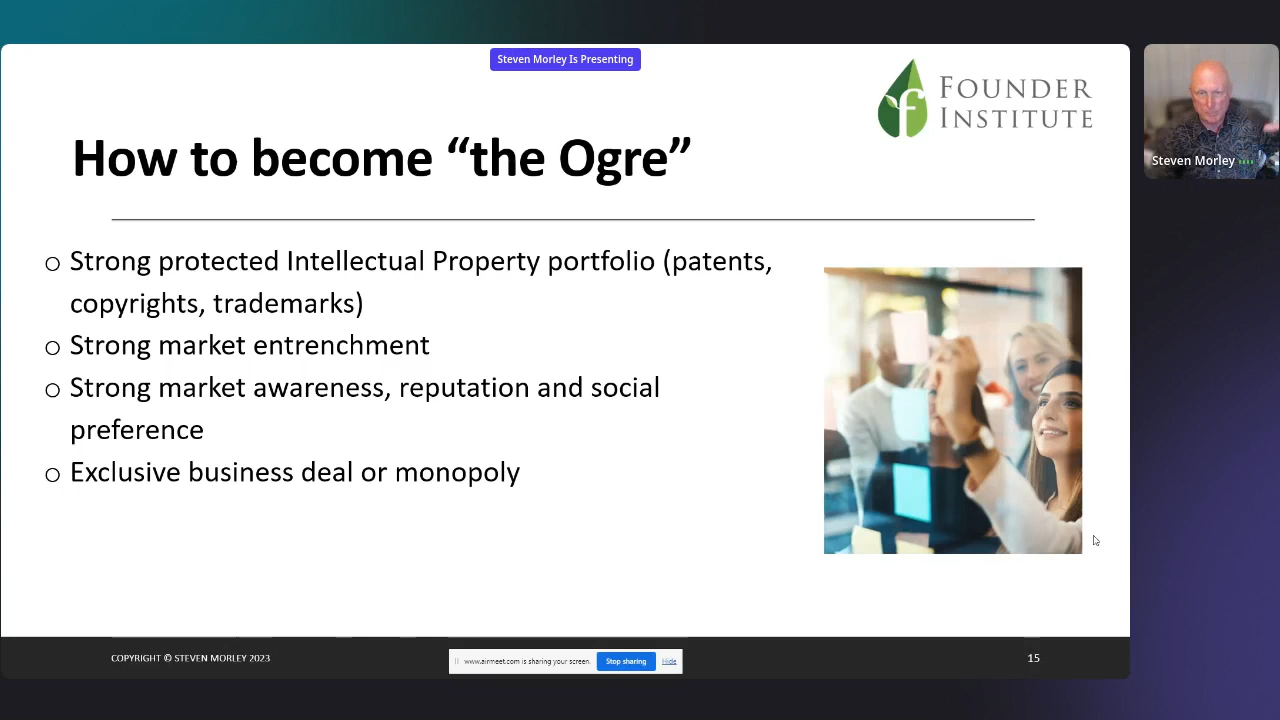 Steven Morley Is Presenting
FOUNDER
INSTITUTE
How to become “the Ogre”
Steven Morley
o Strong protected Intellectual Property portfolio (patents,
copyrights, trademarks)
o Strong market entrenchment
o Strong market awareness, reputation and social
preference
o Exclusive business deal or monopoly
COPYRIGHT © STEVEN MORLEY 2023
www.airmeet.com is sharing your screen.
Stop sharing
Hide
15